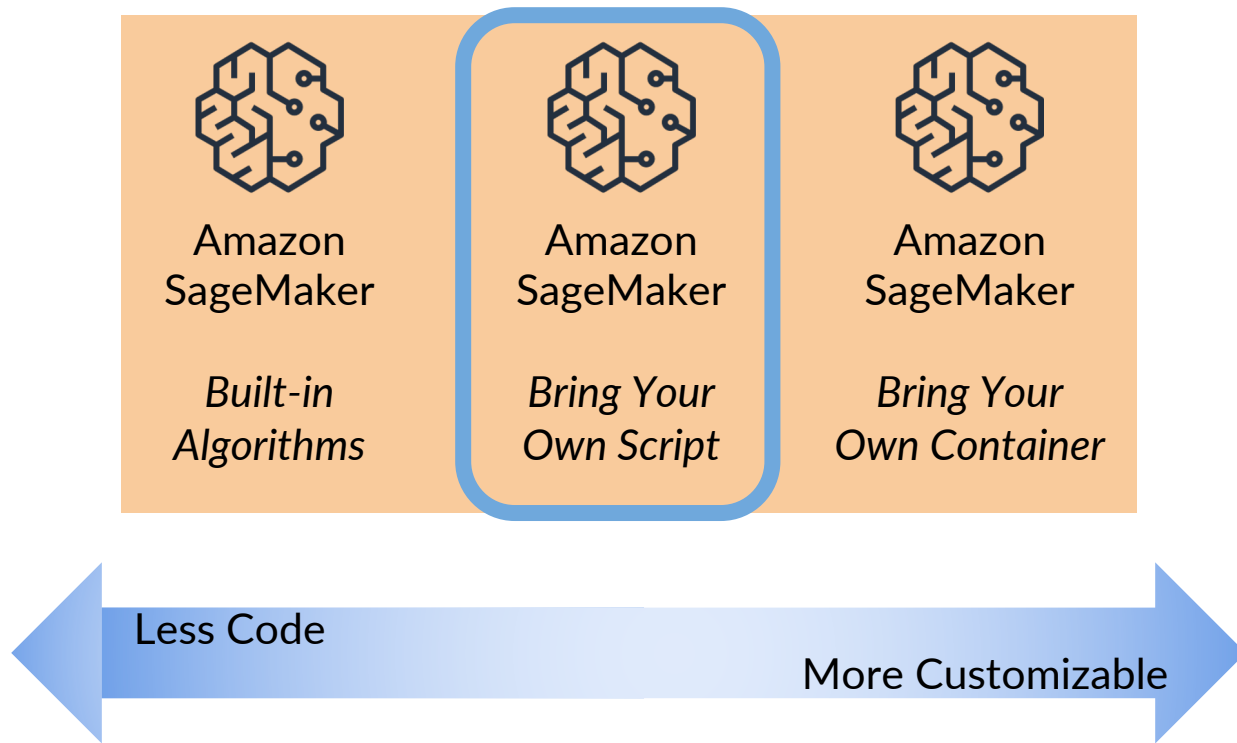 Amazon
SageMaker
Built-in
Algorithms
Amazon
SageMaker
Bring Your
Own Script
Amazon
SageMaker
Bring Your
Own Container
Less Code
More Customizable